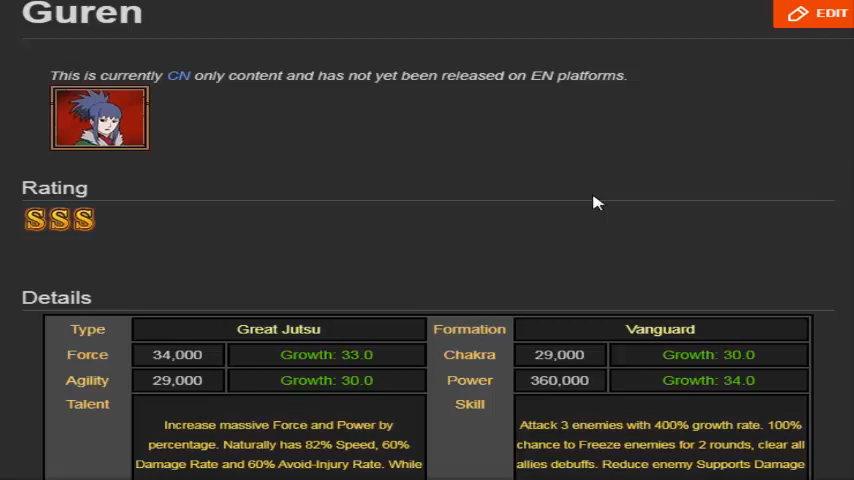 Guren
EDIT
This is currently CN only content and has not yet been released on EN platforms.
Rating
SSS
Details
Type Great Jutsu Formation Vanguard
Force 34,000 Growth: 33.0 Chakra 29,000 Growth: 30.0
Agility 29,000 Growth: 30.0 Power 360,000 Growth: 34.0
Talent Skill
Increase massive Force and Power by
percentage. Naturally has 82% Speed, 60%
Damage Rate and 60% Avoid-Injury Rate. While
Attack 3 enemies with 400% growth rate. 100%
chance to Freeze enemies for 2 rounds, clear all
allies debuffs. Reduce enemy Supports Damage